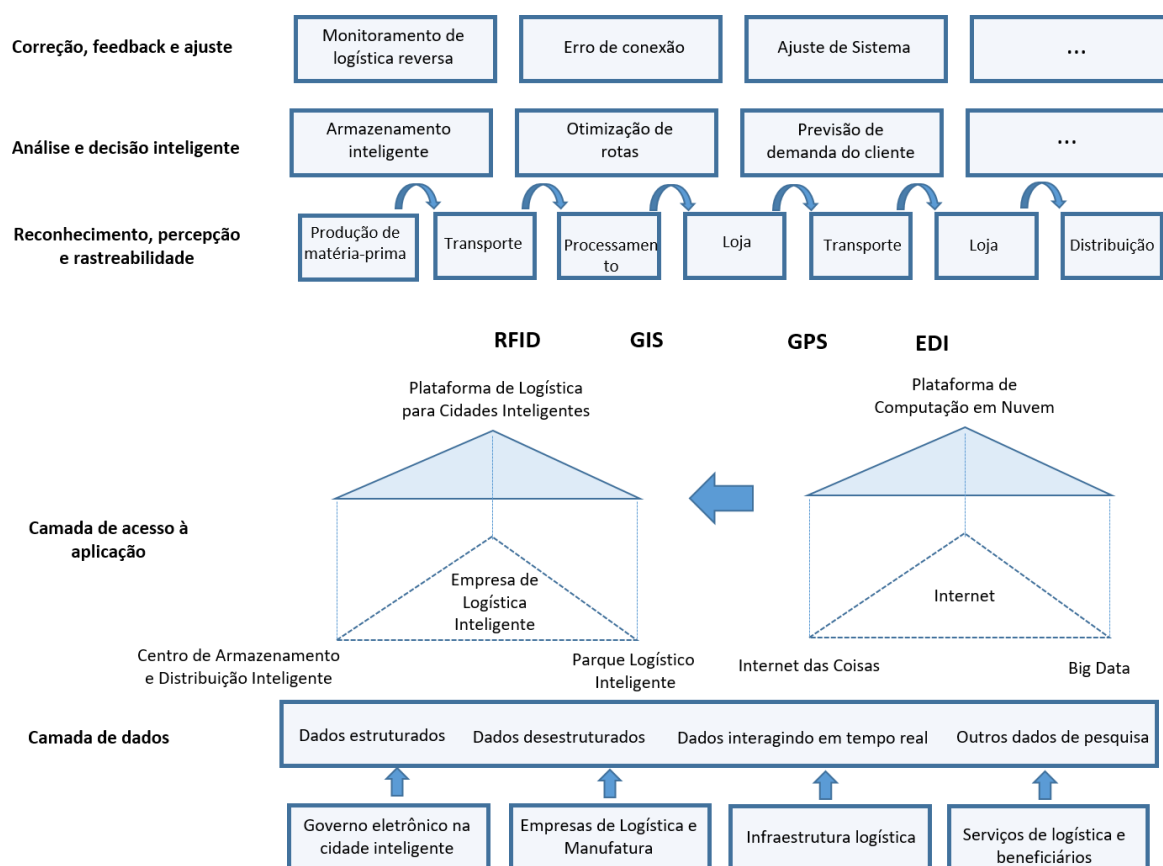 Correção, feedback e ajuste
Monitoramento de
logística reversa
Erro de conexão
Ajuste de Sistema
...
Análise e decisão inteligente
Armazenamento
inteligente
Otimização de
rotas
Previsão de
demanda do cliente
...
Reconhecimento, percepção
e rastreabilidade
Produção de
matéria-prima
Transporte
Processamen
to
Loja
Transporte
Loja
Distribuição
RFID
GIS
GPS
EDI
Plataforma de Logística
para Cidades Inteligentes
Plataforma de
Computação em Nuvem
Camada de acesso à
aplicação
Empresa de
Logística
Inteligente
Internet
Centro de Armazenamento
e Distribuição Inteligente
Parque Logístico
Inteligente
Internet das Coisas
Big Data
Camada de dados
Dados estruturados
Dados desestruturados
Dados interagindo em tempo real
Outros dados de pesquisa
Governo eletrônico na
cidade inteligente
Empresas de Logística e
Manufatura
Infraestrutura logística
Serviços de logística e
beneficiários